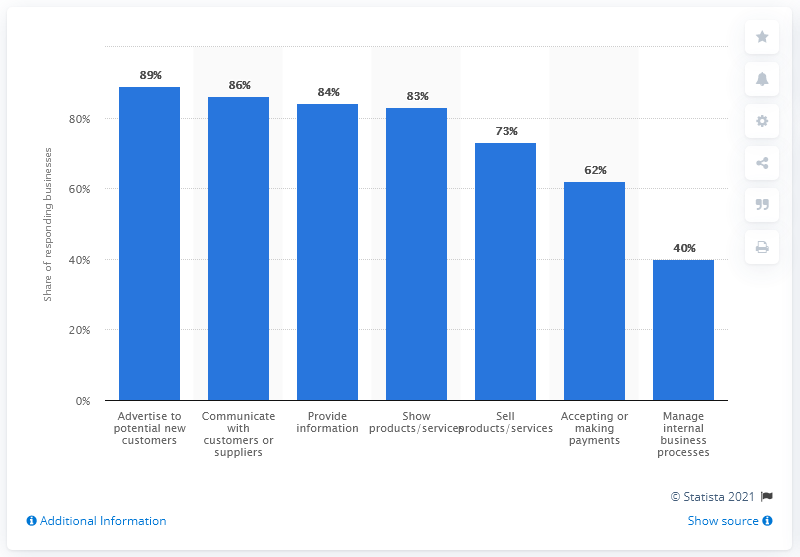 89%
86%
84%
83%
73%
62%
40%
80%
60%
40%
20%
0%
Share of responding businesses
Advertise to
potential new
customers
Communicate
with
customers or
suppliers
Provide
information
Show
products/services
Sell
products/services
Accepting or
making
payments
Manage
internal
business
processes
© Statista 2021
Additional Information
Show source